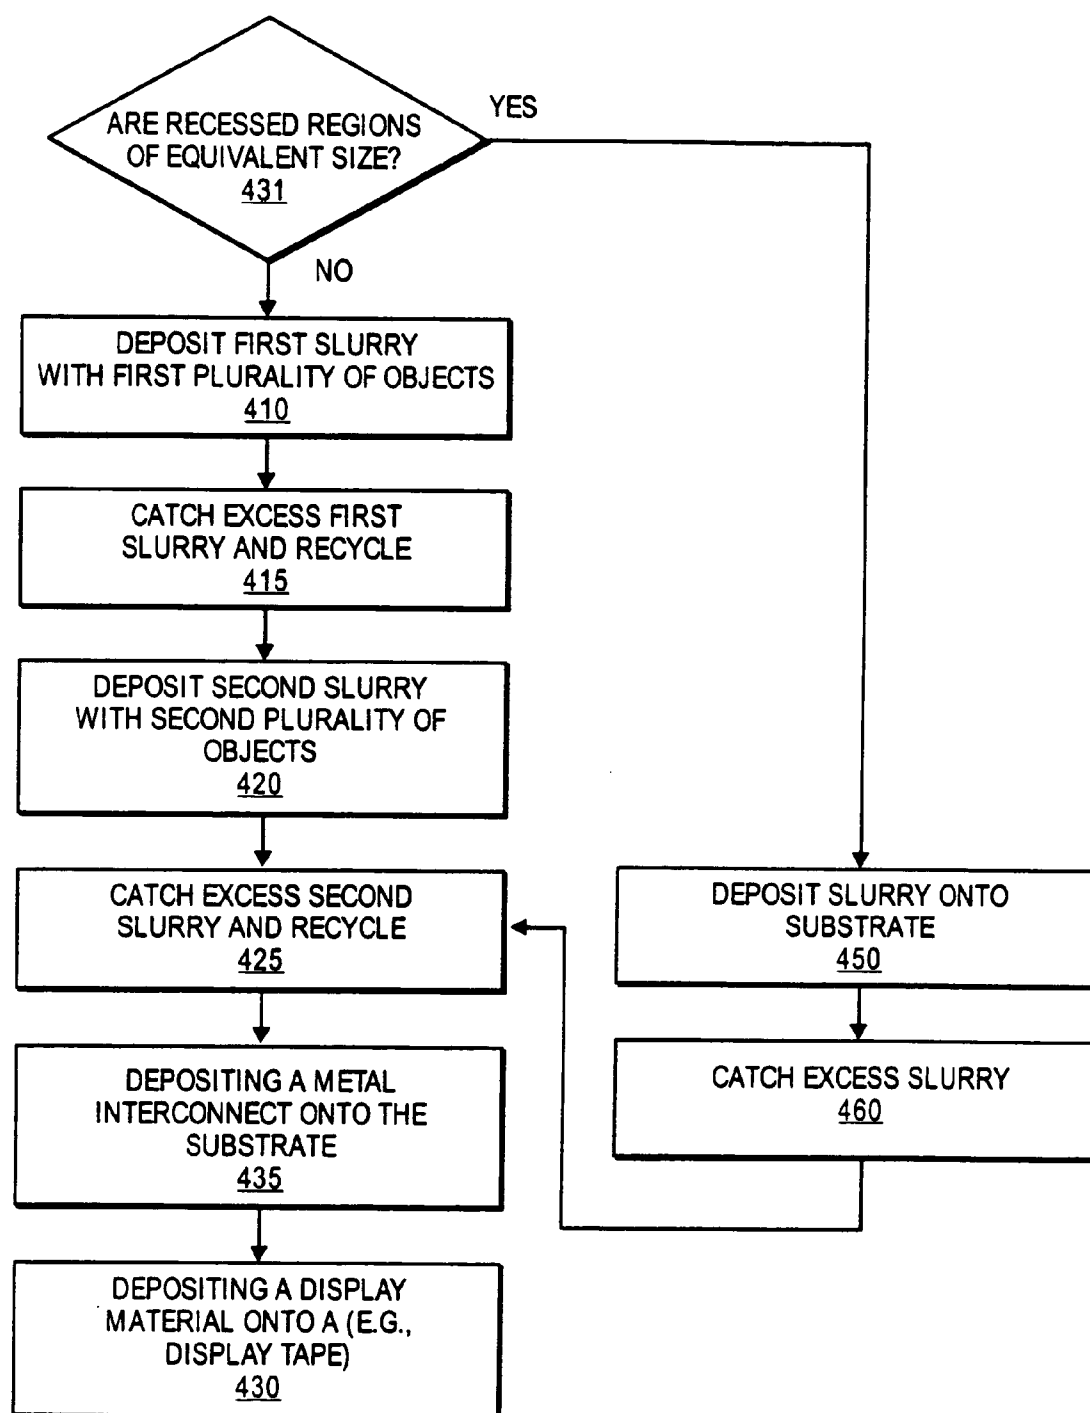 ARE RECESSED REGIONS
OF EQUIVALENT SIZE?
431
YES
NO
DEPOSIT FIRST SLURRY
WITH FIRST PLURALITY OF OBJECTS
410
CATCH EXCESS FIRST
SLURRY AND RECYCLE
415
DEPOSIT SECOND SLURRY
WITH SECOND PLURALITY OF
OBJECTS
420
CATCH EXCESS SECOND
SLURRY AND RECYCLE
425
DEPOSITING A METAL
INTERCONNECT ONTO THE
SUBSTRATE
435
DEPOSITING A DISPLAY
MATERIAL ONTO A (E.G.,
DISPLAY TAPE)
430
DEPOSIT SLURRY ONTO
SUBSTRATE
450
CATCH EXCESS SLURRY
460